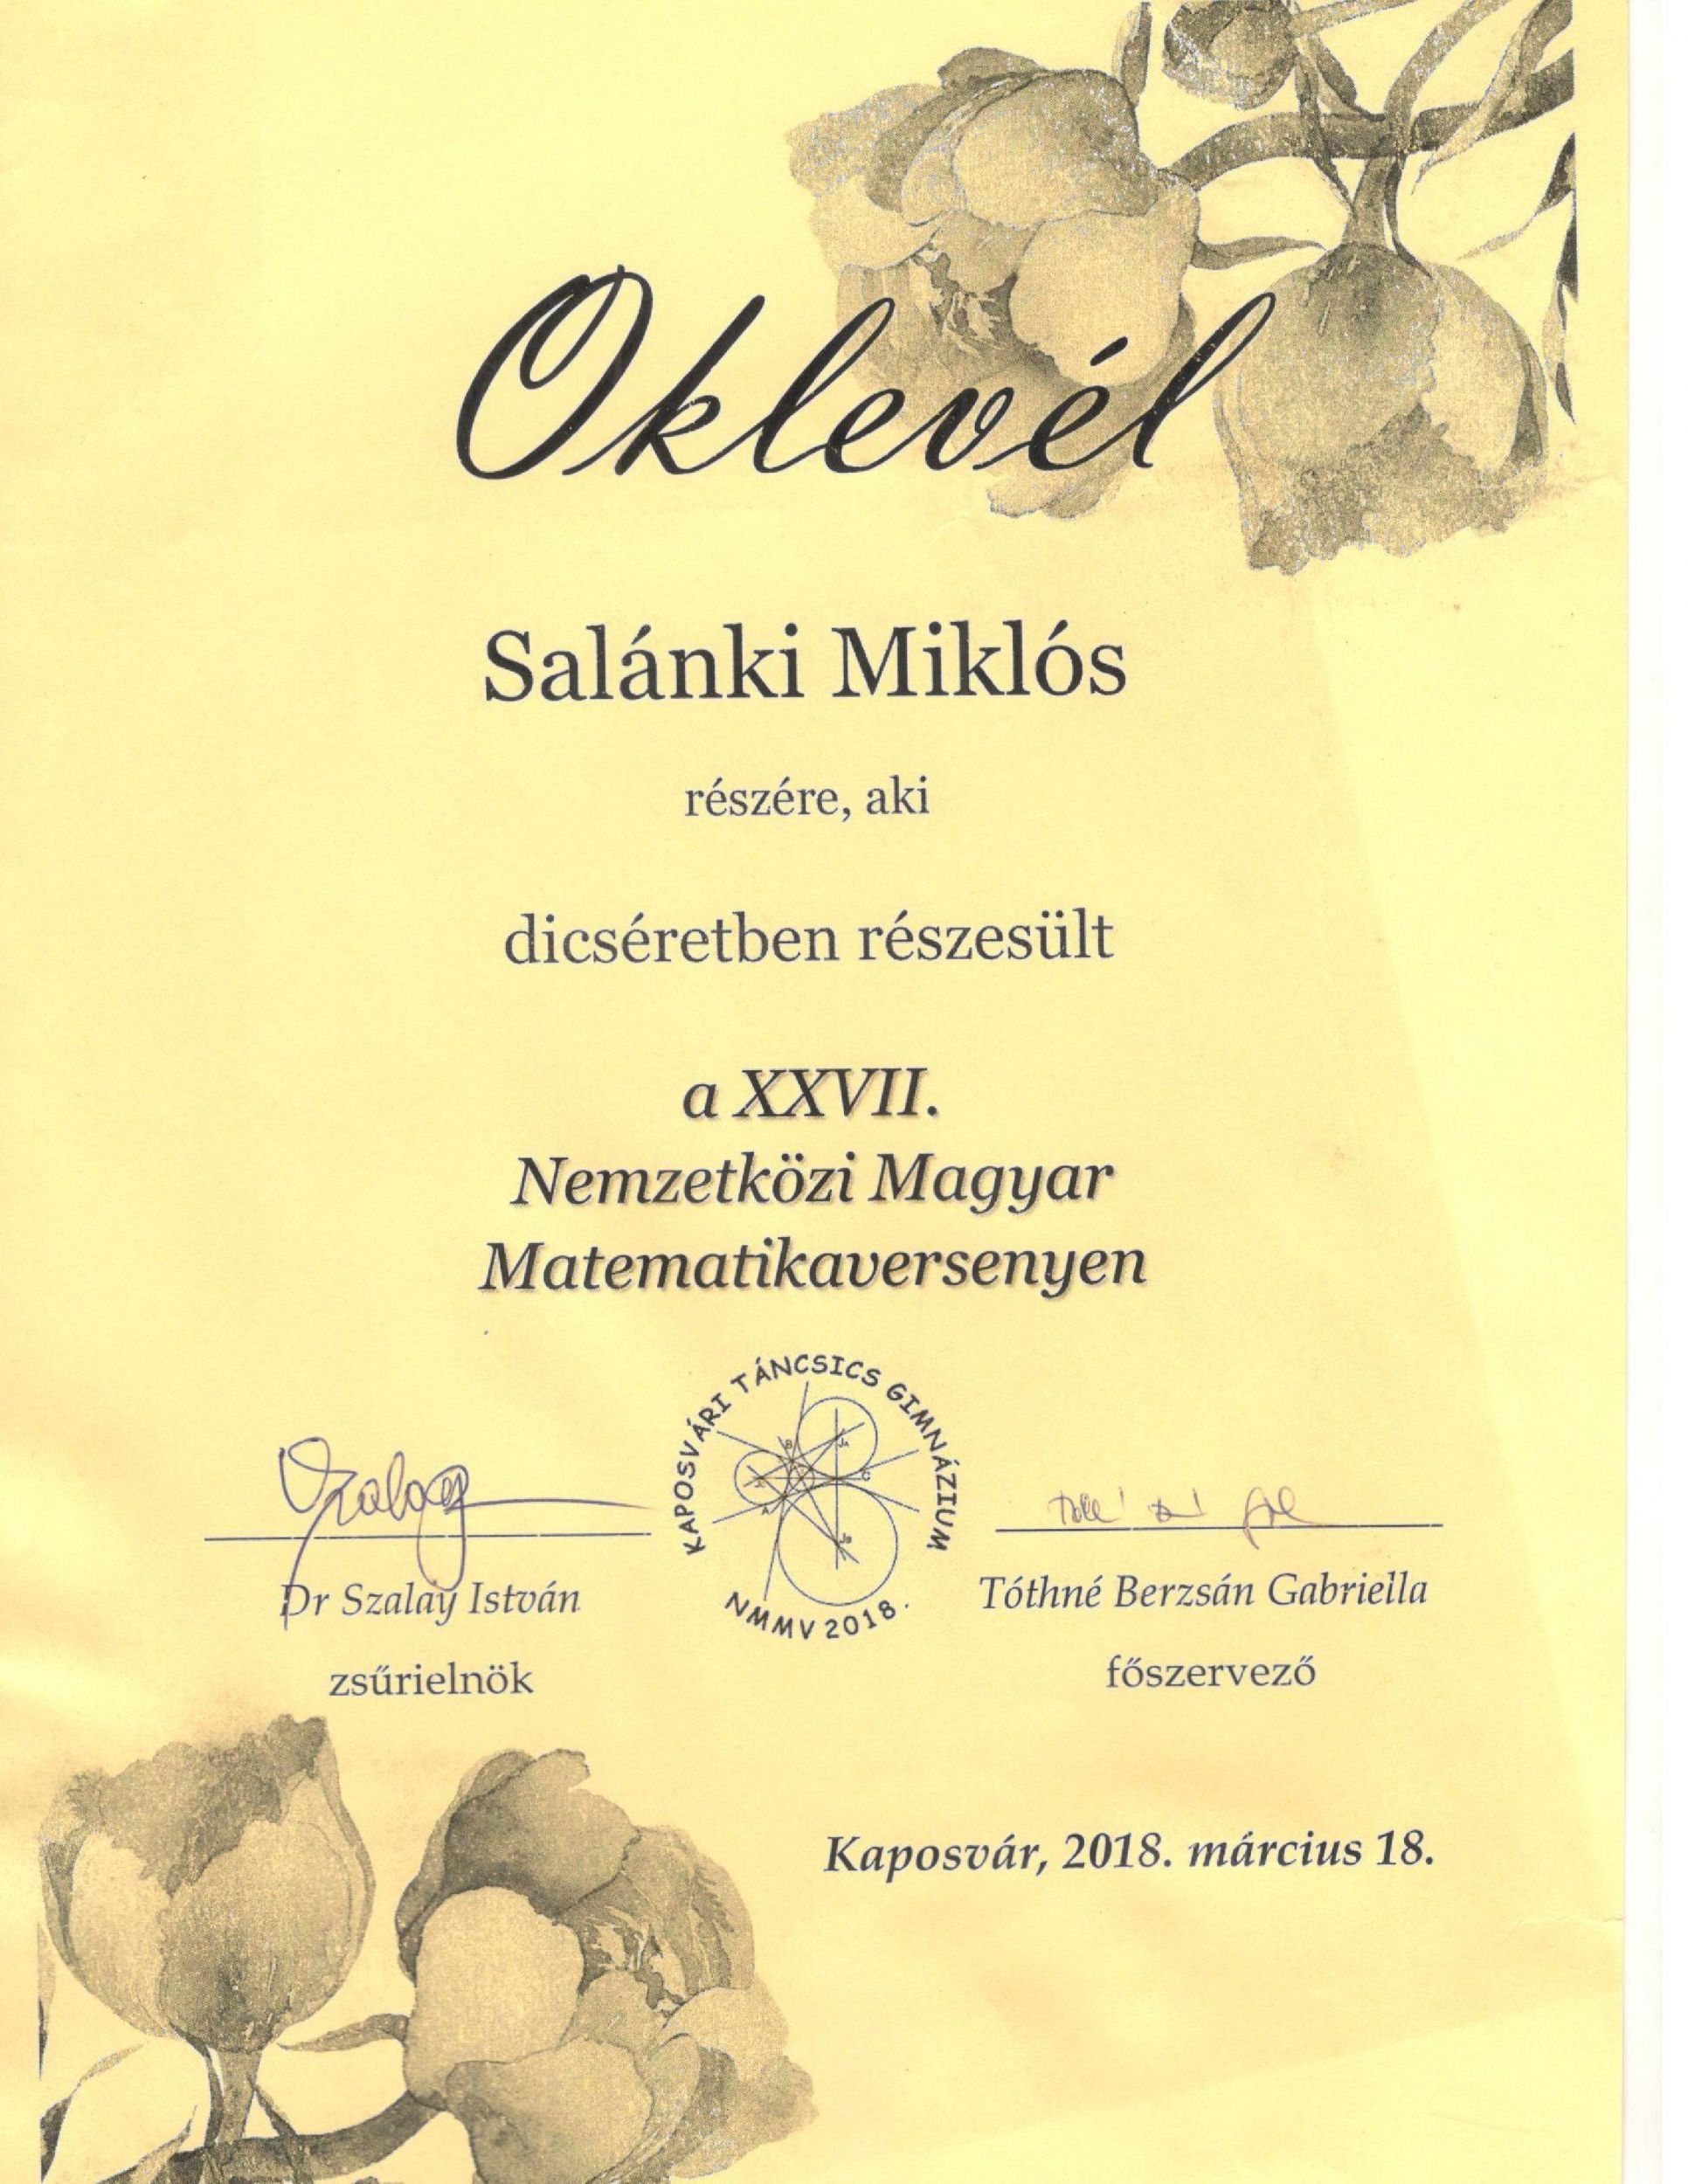 Oklevél
Salánki Miklós
részére, aki
dicséretben részesült
a XXVII.
Nemzetközi Magyar
Matematikaversenyen
KAPOSVÁRI TÁNCSICS GIMNÁZIUM
NMMV 2018.
Dr Szalay István
Tóthné Berzsán Gabriella
zsűrielnök
főszervező
Kaposvár, 2018. március 18.